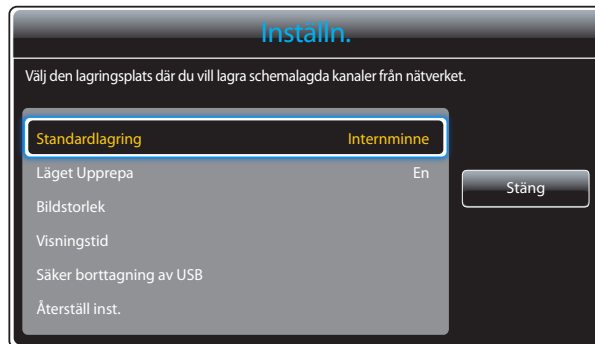 Inställn.
Välj den lagringsplats där du vill lagra schemalagda kanaler från nätverket.
Standardlagring Internminne
Läget Upprepa En
Stäng
Bildstorlek
Visningstid
Säker borttagning av USB
Återställ inst.